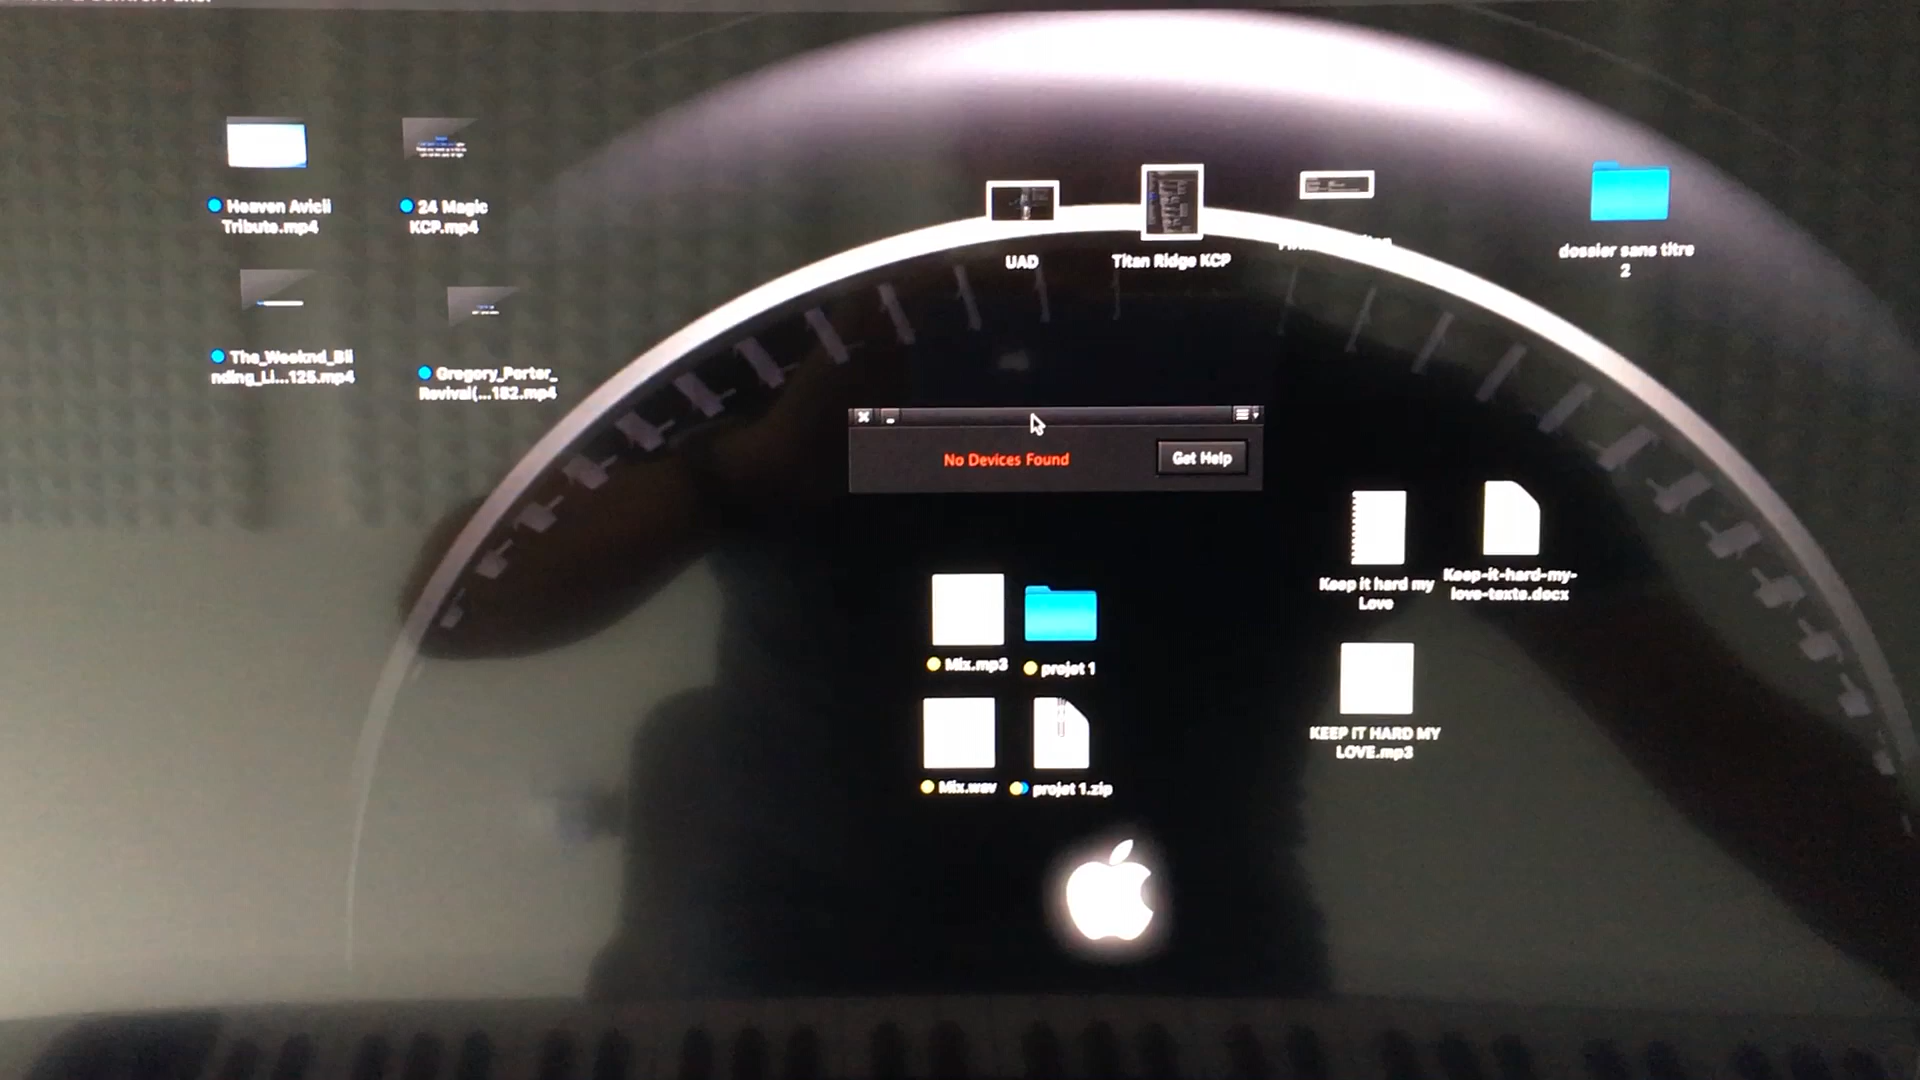 Heaven Avicii
Tribute.mp4
24 Magic
KCP.mp4
The_Weeknd_Bli
nding_Li...125.mp4
Gregory_Porter_
Revival(...182.mp4
UAD
Titan Ridge KCP
dossier sans titre
2
No Devices Found
Get Help
Keep it hard my
Love
Keep-it-hard-my-
love-texte.docx
Mix.mp3
projet 1
KEEP IT HARD MY
LOVE.mp3
Mix.wav
projet 1.zip